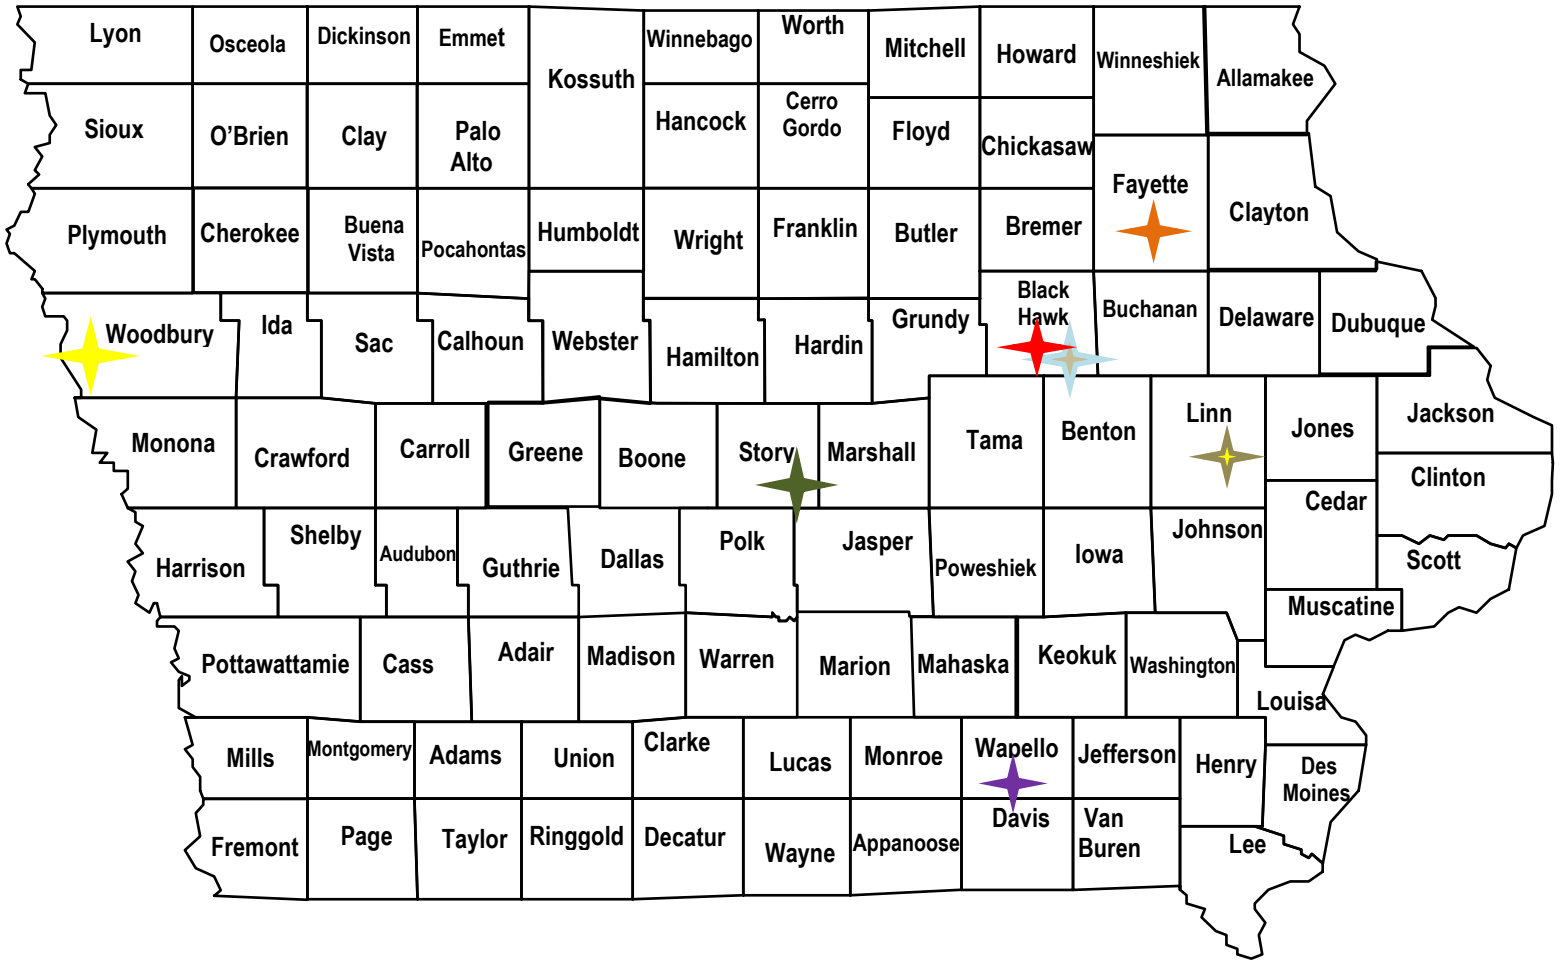 Lyon
Osceola
Dickinson
Emmet
Kossuth
Winnebago
Worth
Mitchell
Howard
Winneshiek
Allamakee
Sioux
O’Brien
Clay
Palo
Alto
Hancock
Cerro
Gordo
Floyd
Chickasaw
Fayette
Clayton
Plymouth
Cherokee
Buena
Vista
Pocahontas
Humboldt
Wright
Franklin
Butler
Bremer
Woodbury
Ida
Sac
Calhoun
Webster
Hamilton
Hardin
Grundy
Black
Hawk
Buchanan
Delaware
Dubuque
Monona
Crawford
Carroll
Greene
Boone
Story
Marshall
Tama
Benton
Linn
Jones
Jackson
Clinton
Cedar
Harrison
Shelby
Audubon
Guthrie
Dallas
Polk
Jasper
Poweshiek
Iowa
Johnson
Scott
Muscatine
Pottawattamie
Cass
Adair
Madison
Warren
Marion
Mahaska
Keokuk
Washington
Louisa
Mills
Montgomery
Adams
Union
Clarke
Lucas
Monroe
Wapello
Jefferson
Henry
Des
Moines
Fremont
Page
Taylor
Ringgold
Decatur
Wayne
Appanoose
Davis
Van
Buren
Lee